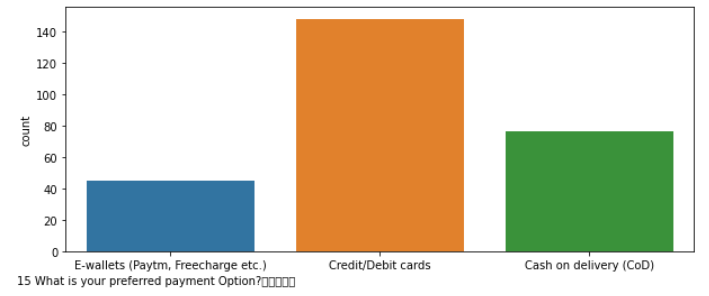 140
120
100
80
60
40
20
0
count
E-wallets (Paytm, Freecharge etc.) Credit/Debit cards Cash on delivery (CoD)
15 What is your preferred payment Option?